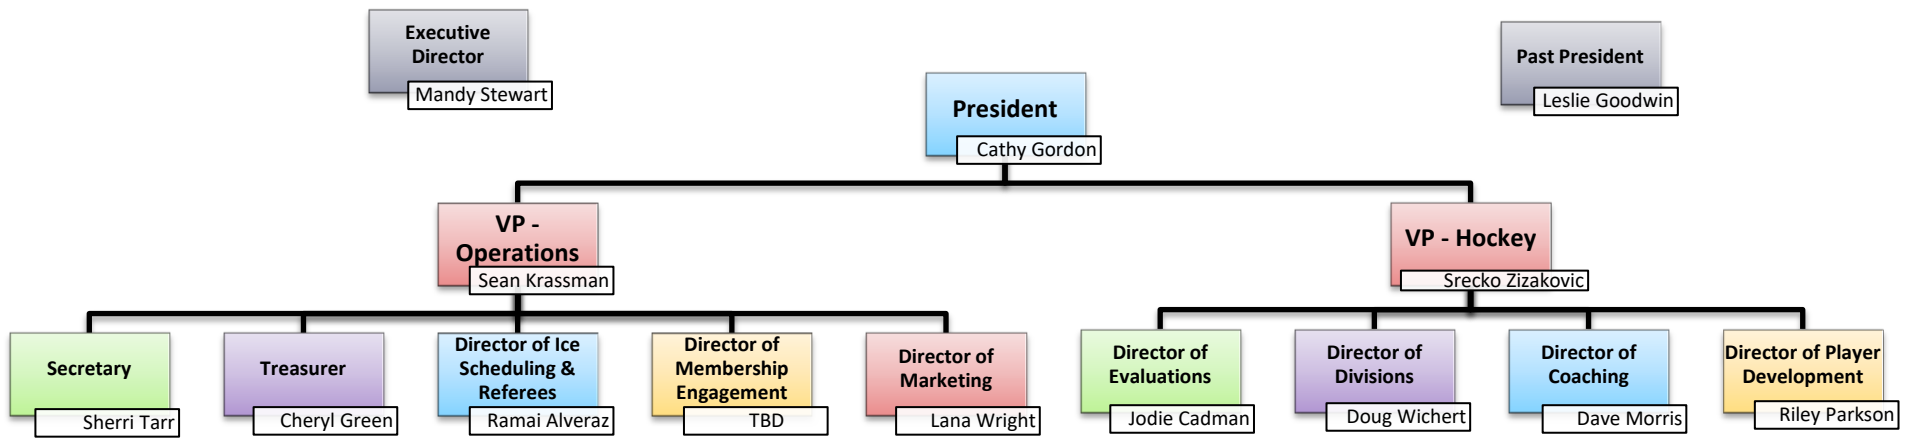 Executive
Director
Mandy Stewart
Past President
Leslie Goodwin
President
Cathy Gordon
VP -
Operations
Sean Krassman
VP - Hockey
Srecko Zizakovic
Secretary
Sherri Tarr
Treasurer
Cheryl Green
Director of Ice
Scheduling &
Referees
Ramai Alveraz
Director of
Membership
Engagement
TBD
Director of
Marketing
Lana Wright
Director of
Evaluations
Jodie Cadman
Director of
Divisions
Doug Wichert
Director of
Coaching
Dave Morris
Director of Player
Development
Riley Parkson